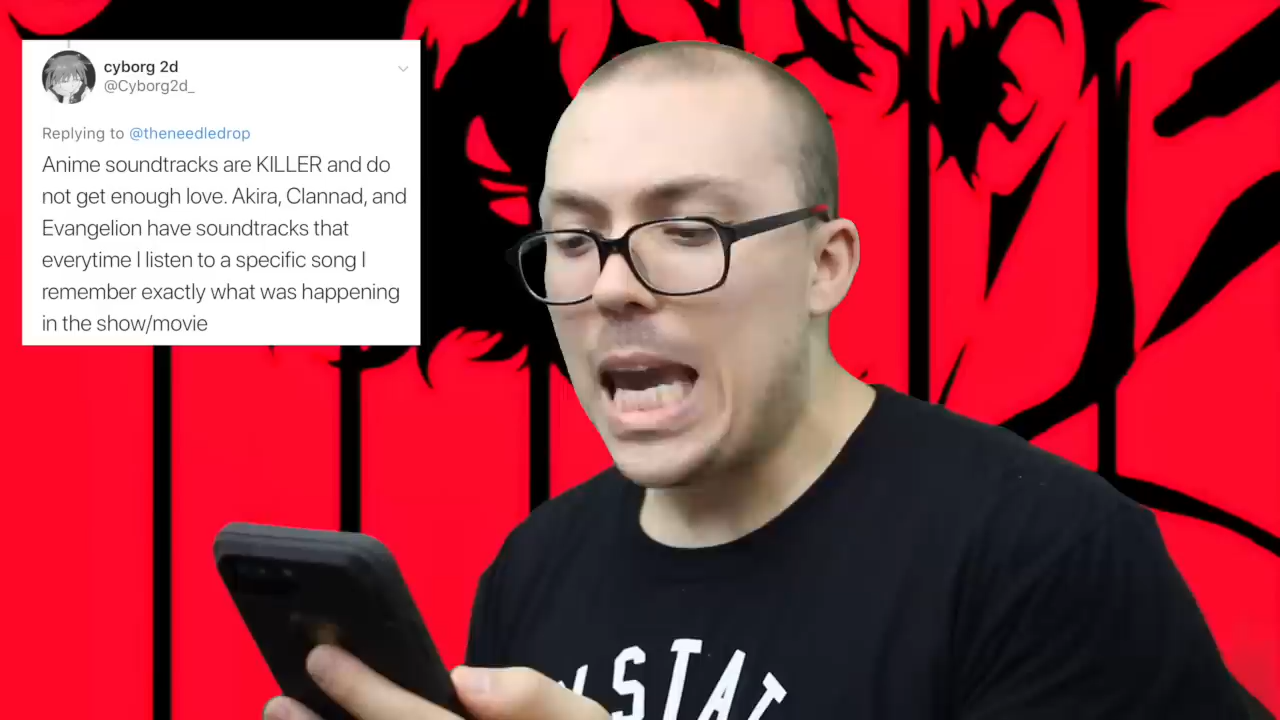 cyborg 2d
@Cyborg2d_
Replying to @theneedledrop
Anime soundtracks are KILLER and do
not get enough love. Akira, Clannad, and
Evangelion have soundtracks that
everytime I listen to a specific song I
remember exactly what was happening
in the show/movie
STAT